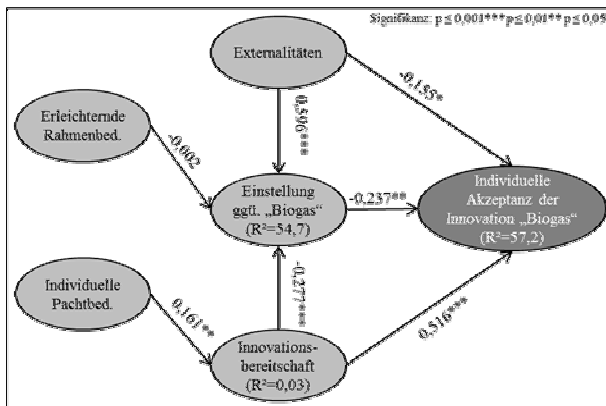 Signifikanz: p ≤ 0,001*** p ≤ 0,01** p ≤ 0,05
Externalitäten
-0,155*
Erleichternde
Rahmenbed.
0,596***
-0,002
Einstellung
ggü. „Biogas“
(R²=54,7)
-0,237**
Individuelle
Akzeptanz der
Innovation „Biogas“
(R²=57,2)
Individuelle
Pachtbed.
0,161**
-0,277***
0,516***
Innovations-
bereitschaft
(R²=0,03)